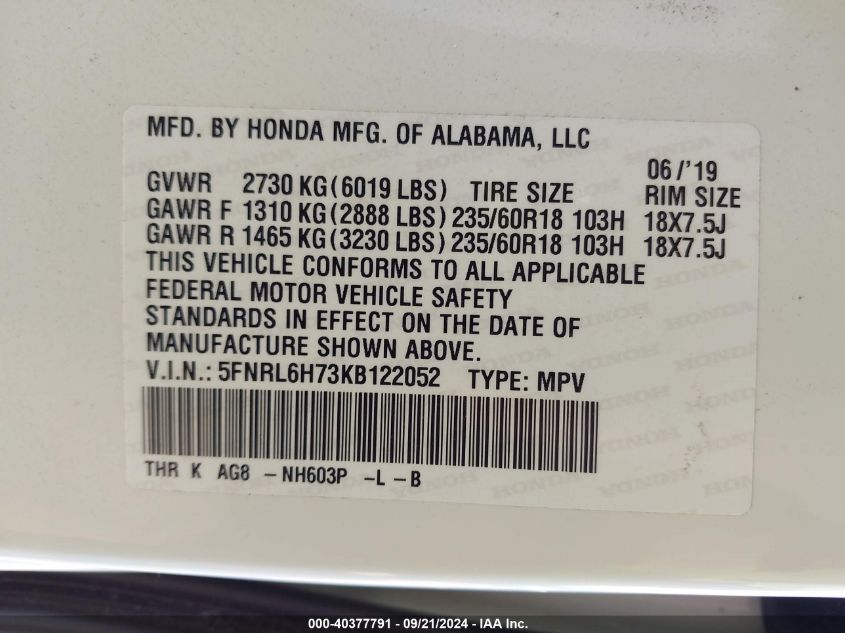 MFD. BY HONDA MFG. OF ALABAMA, LLC
06/'19
GVWR 2730 KG(6019 LBS) TIRE SIZE RIM SIZE
GAWR F 1310 KG(2888 LBS) 235/60R18 103H 18X7.5J
GAWR R 1465 KG(3230 LBS) 235/60R18 103H 18X7.5J
THIS VEHICLE CONFORMS TO ALL APPLICABLE
FEDERAL MOTOR VEHICLE SAFETY
STANDARDS IN EFFECT ON THE DATE OF
MANUFACTURE SHOWN ABOVE.
V.I.N.: 5FNRL6H73KB122052 TYPE: MPV
THR K AG8 -NH603P -L -B
000-40377791 - 09/21/2024 - IAA Inc.